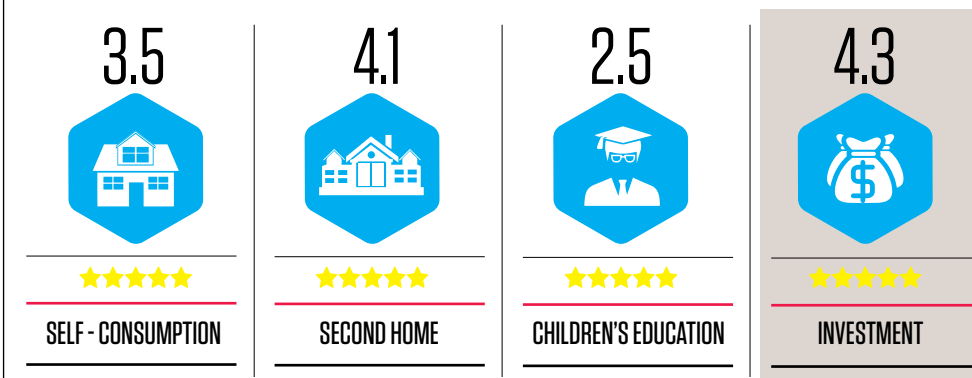 3.5
4.1
2.5
4.3
$
SELF - CONSUMPTION
SECOND HOME
CHILDREN'S EDUCATION
INVESTMENT